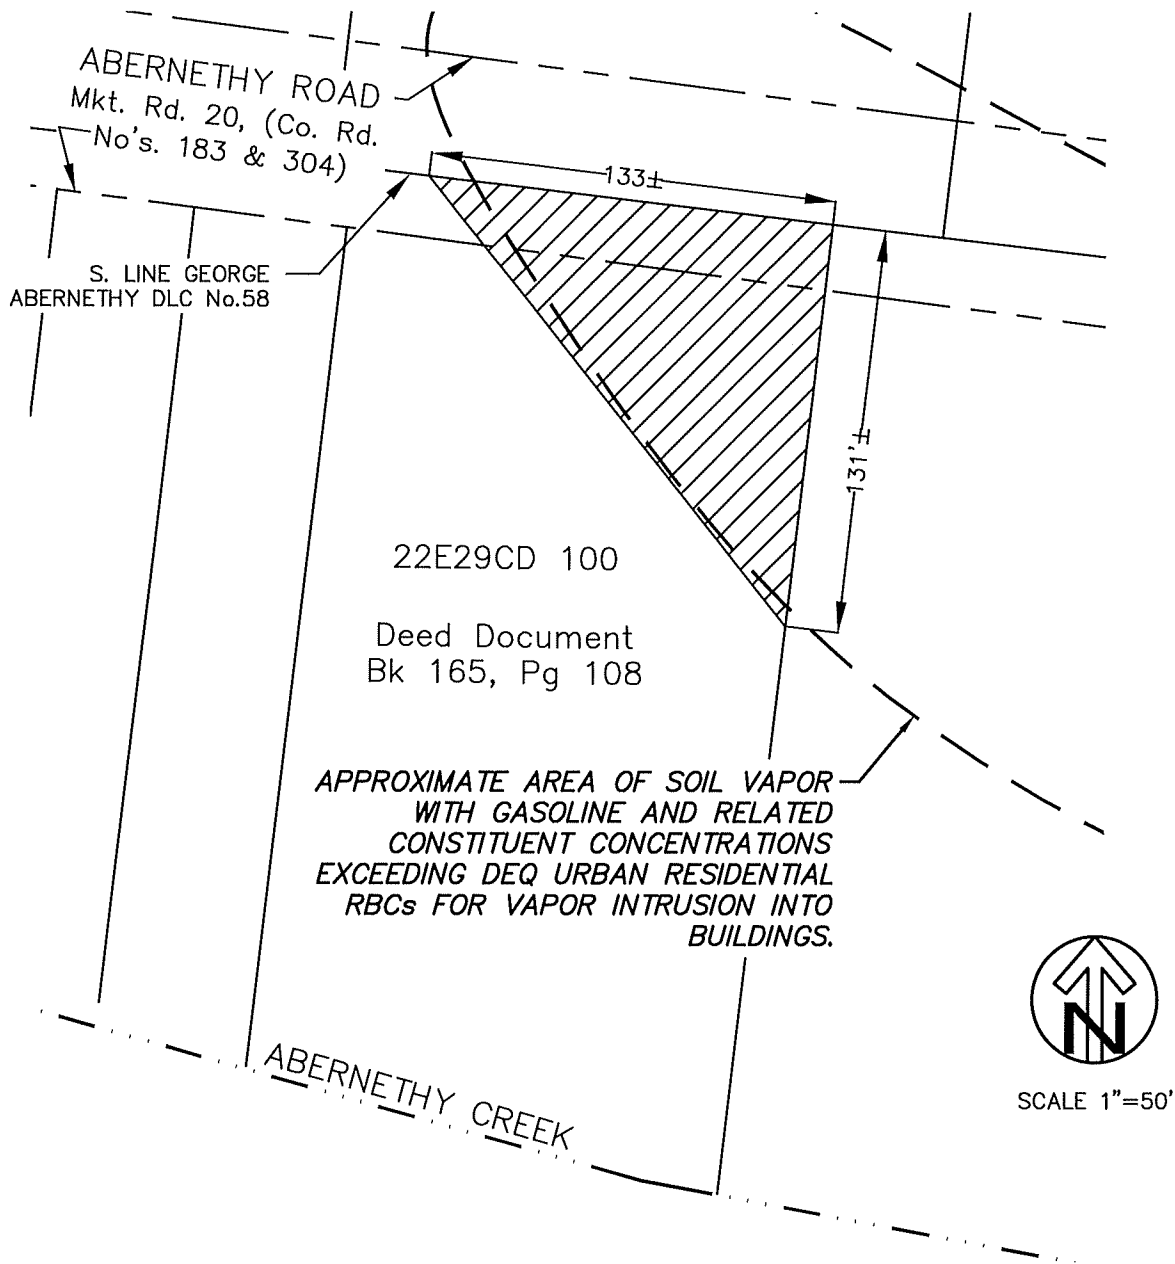 ABERNETHY ROAD
Mkt. Rd. 20, (Co. Rd.
No's. 183 & 304)
133±
S. LINE GEORGE
ABERNETHY DLC No.58
131'±
22E29CD 100
Deed Document
Bk 165, Pg 108
APPROXIMATE AREA OF SOIL VAPOR
WITH GASOLINE AND RELATED
CONSTITUENT CONCENTRATIONS
EXCEEDING DEQ URBAN RESIDENTIAL
RBCs FOR VAPOR INTRUSION INTO
BUILDINGS.
N
SCALE 1"=50'
ABERNETHY CREEK